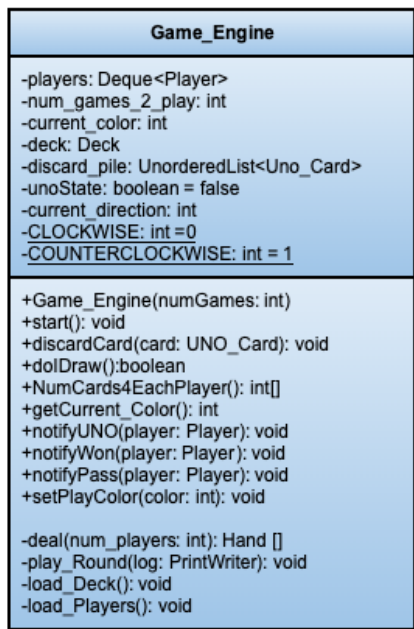 Game_Engine
-players: Deque<Player>
-num_games_2_play: int
-current_color: int
-deck: Deck
-discard_pile: UnorderedList<Uno_Card>
-unoState: boolean = false
-current_direction: int
-CLOCKWISE: int =0
-COUNTERCLOCKWISE: int = 1
+Game_Engine(numGames: int)
+start(): void
+discardCard(card: UNO_Card): void
+doIDraw():boolean
+NumCards4EachPlayer(): int[]
+getCurrent_Color(): int
+notifyUNO(player: Player): void
+notifyWon(player: Player): void
+notifyPass(player: Player): void
+setPlayColor(color: int): void
-deal(num_players: int): Hand []
-play_Round(log: PrintWriter): void
-load_Deck(): void
-load_Players(): void